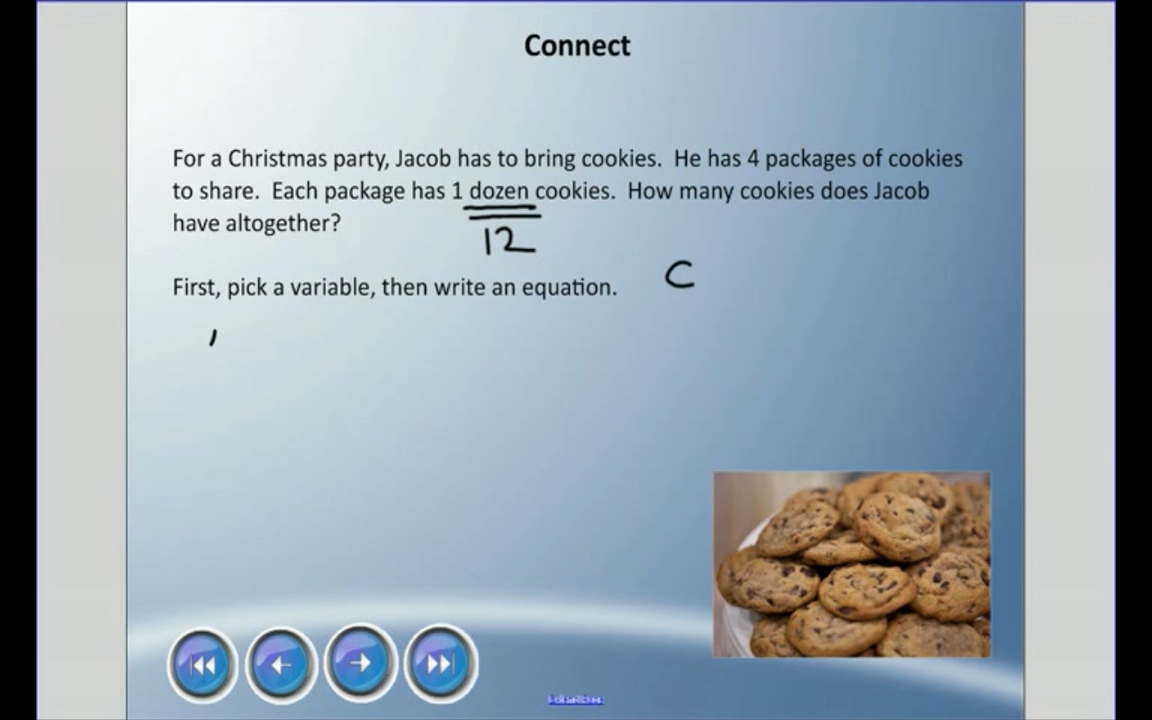 Connect
For a Christmas party, Jacob has to bring cookies. He has 4 packages of cookies
to share. Each package has 1 dozen cookies. How many cookies does Jacob
have altogether?
12
First, pick a variable, then write an equation. C